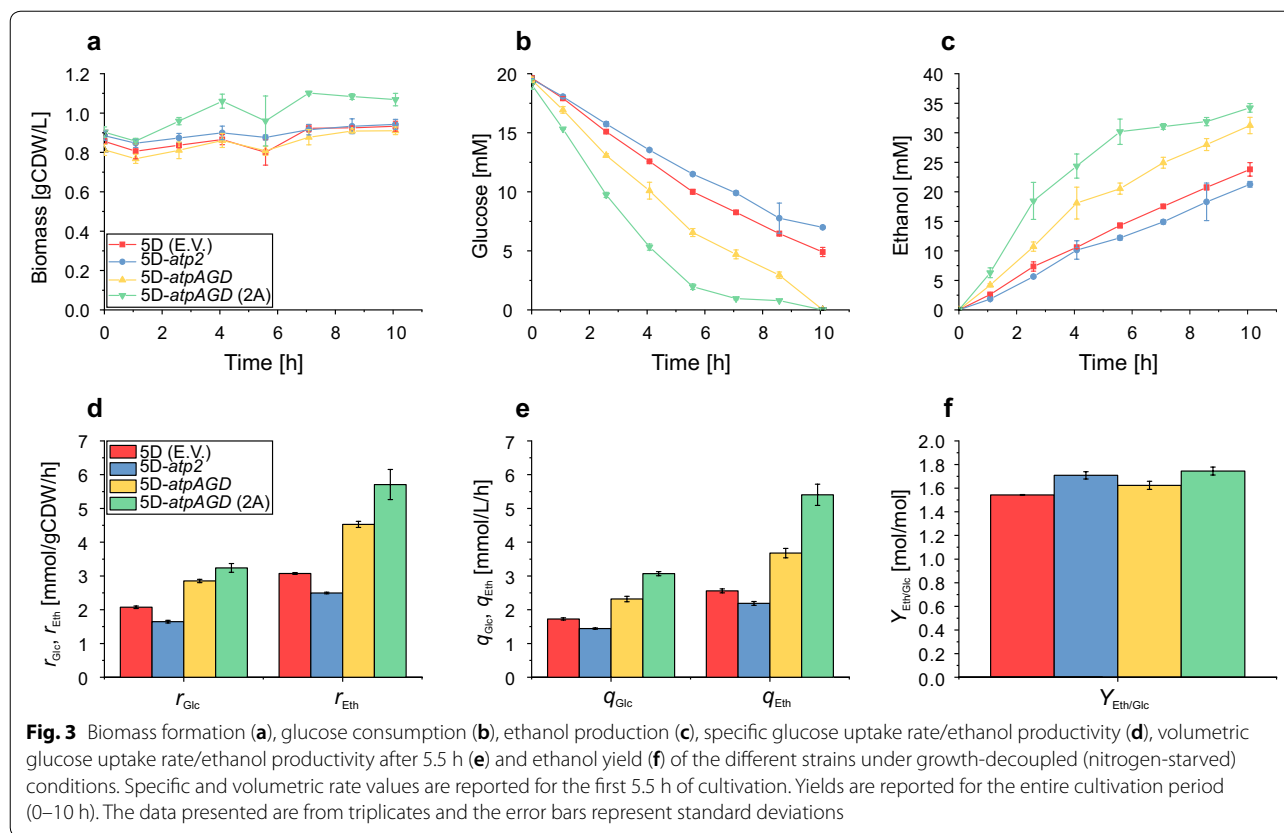 a
b
c
Biomass [gCDW/L]
1.2
1.0
0.8
0.6
0.4
0.2
0.0
5D (E.V.)
5D-atp2
5D-atpAGD
5D-atpAGD (2A)
0 2 4 6 8 10
Time [h]
Glucose [mM]
20
15
10
5
0
0 2 4 6 8 10
Time [h]
Ethanol [mM]
35
30
25
20
15
10
5
0
0 2 4 6 8 10
Time [h]
d
e
f
rGlc, rEth [mmol/gCDW/h]
7
6
5
4
3
2
1
0
5D (E.V.)
5D-atp2
5D-atpAGD
5D-atpAGD (2A)
rGlc rEth
qGlc, qEth [mmol/L/h]
7
6
5
4
3
2
1
0
qGlc qEth
YEth/Glc [mol/mol]
2.0
1.8
1.6
1.4
1.2
1.0
0.8
0.6
0.4
0.2
0.0
YEth/Glc
Fig. 3 Biomass formation (a), glucose consumption (b), ethanol production (c), specific glucose uptake rate/ethanol productivity (d), volumetric
glucose uptake rate/ethanol productivity after 5.5 h (e) and ethanol yield (f) of the different strains under growth-decoupled (nitrogen-starved)
conditions. Specific and volumetric rate values are reported for the first 5.5 h of cultivation. Yields are reported for the entire cultivation period
(0–10 h). The data presented are from triplicates and the error bars represent standard deviations